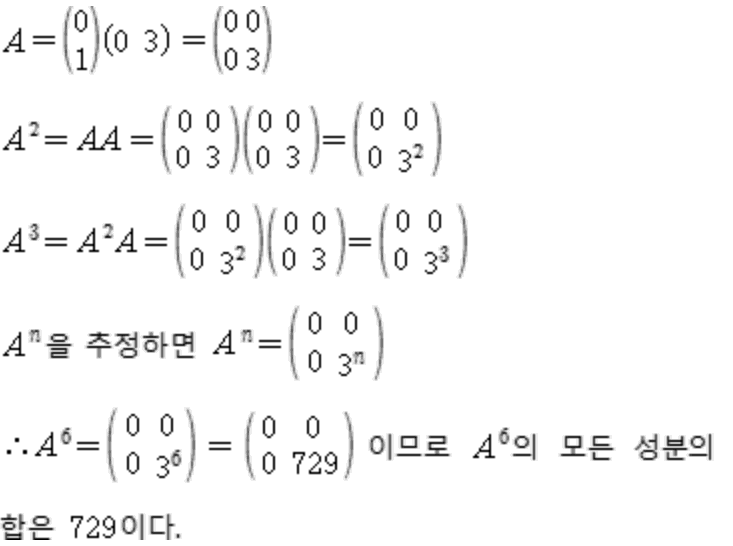 A = (0 1)(0 3) = (0 0 0 3)
A² = AA = (0 0 0 3)(0 0 0 3) = (0 0 0 3²)
A³ = A²A = (0 0 0 3²)(0 0 0 3) = (0 0 0 3³)
Aⁿ을 추정하면 Aⁿ = (0 0 0 3ⁿ)
∴ A⁶ = (0 0 0 3⁶) = (0 0 0 729) 이므로 A⁶의 모든 성분의
합은 729이다.